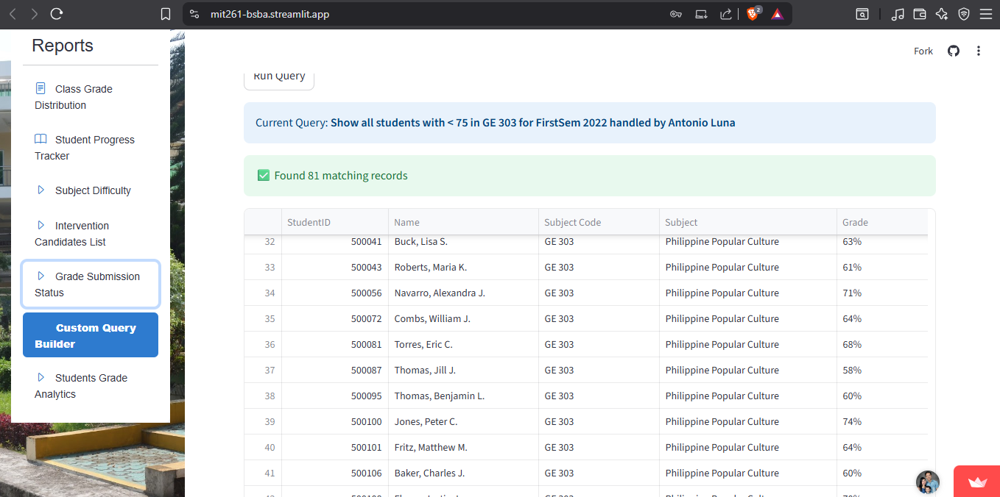 mit261-bsba.streamlit.app
2
Reports
Class Grade
Distribution
Student Progress
Tracker
Subject Difficulty
Intervention
Candidates List
Grade Submission
Status
Custom Query
Builder
Students Grade
Analytics
Fork
Run Query
Current Query: Show all students with < 75 in GE 303 for FirstSem 2022 handled by Antonio Luna
✅ Found 81 matching records
StudentID Name Subject Code Subject Grade
32 500041 Buck, Lisa S. GE 303 Philippine Popular Culture 63%
33 500043 Roberts, Maria K. GE 303 Philippine Popular Culture 61%
34 500056 Navarro, Alexandra J. GE 303 Philippine Popular Culture 71%
35 500072 Combs, William J. GE 303 Philippine Popular Culture 64%
36 500081 Torres, Eric C. GE 303 Philippine Popular Culture 68%
37 500087 Thomas, Jill J. GE 303 Philippine Popular Culture 58%
38 500095 Thomas, Benjamin L. GE 303 Philippine Popular Culture 60%
39 500100 Jones, Peter C. GE 303 Philippine Popular Culture 74%
40 500101 Fritz, Matthew M. GE 303 Philippine Popular Culture 64%
41 500106 Baker, Charles J. GE 303 Philippine Popular Culture 60%